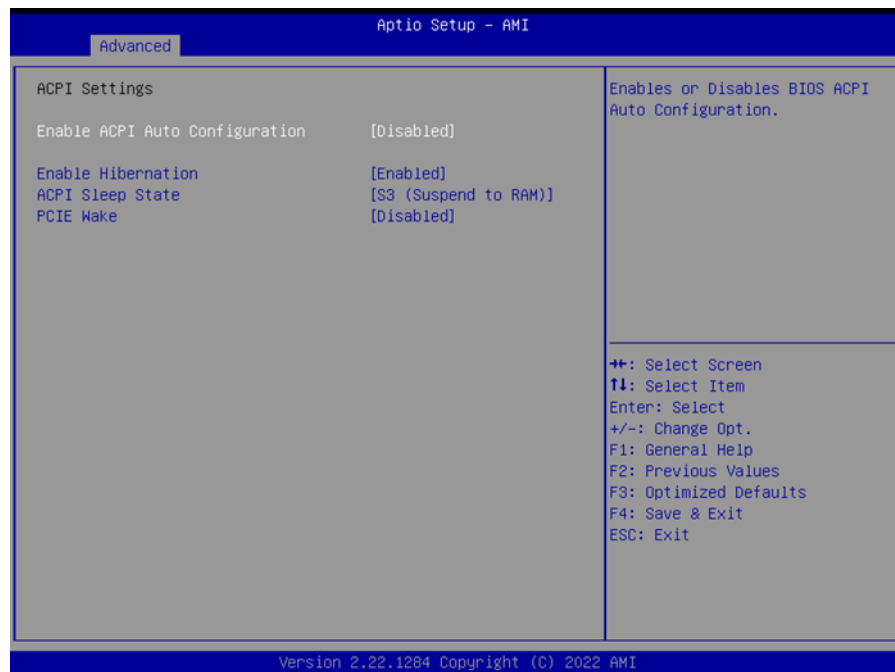 Aptio Setup – AMI
Advanced
ACPI Settings
Enable ACPI Auto Configuration [Disabled]
Enable Hibernation [Enabled]
ACPI Sleep State [S3 (Suspend to RAM)]
PCIE Wake [Disabled]
Enables or Disables BIOS ACPI
Auto Configuration.
→←: Select Screen
↑↓: Select Item
Enter: Select
+/-: Change Opt.
F1: General Help
F2: Previous Values
F3: Optimized Defaults
F4: Save & Exit
ESC: Exit
Version 2.22.1284 Copyright (C) 2022 AMI